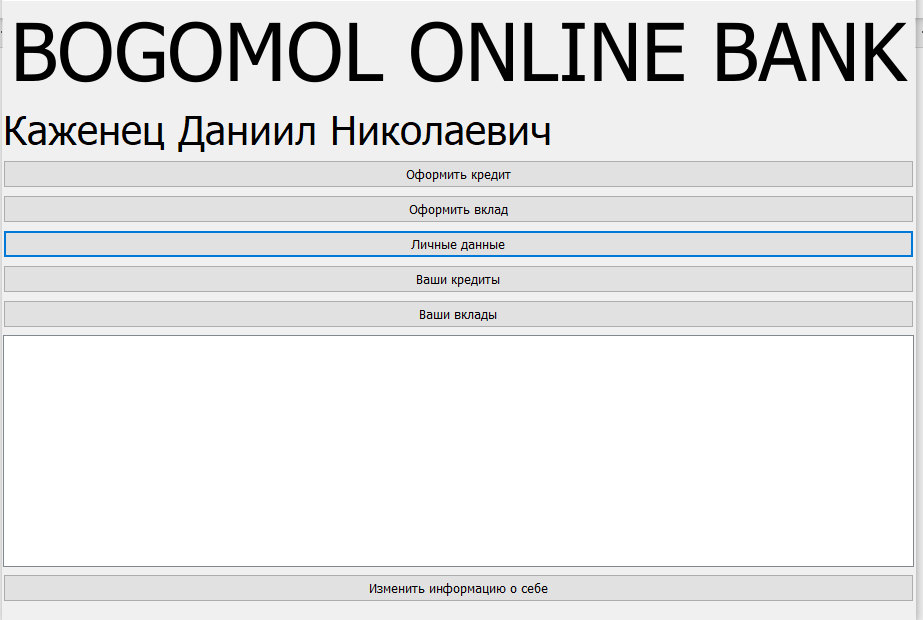 BOGOMOL ONLINE BANK
Каженец Даниил Николаевич
Оформить кредит
Оформить вклад
Личные данные
Ваши кредиты
Ваши вклады
Изменить информацию о себе